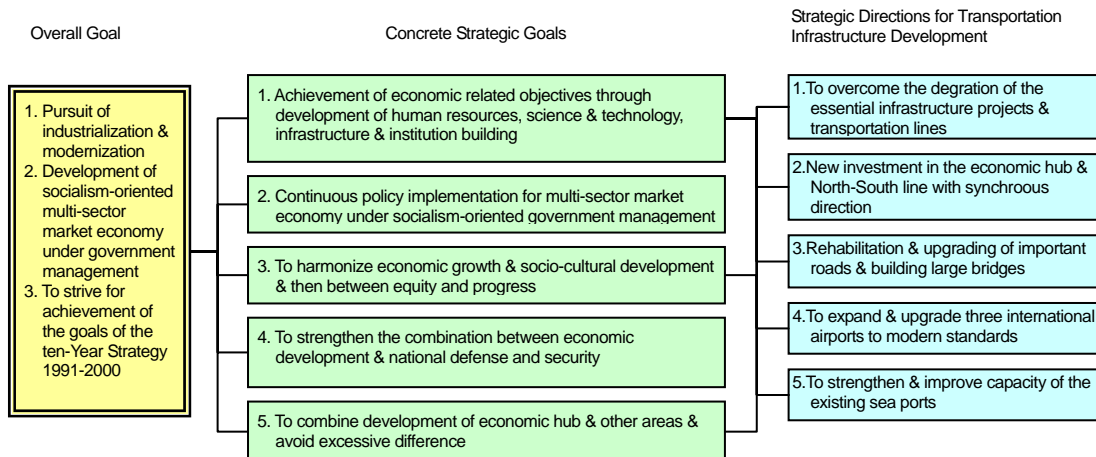 Overall Goal
Concrete Strategic Goals
Strategic Directions for Transportation
Infrastructure Development
1. Pursuit of
industrialization &
modernization
2. Development of
socialism-oriented
multi-sector
market economy
under government
management
3. To strive for
achievement of
the goals of the
ten-Year Strategy
1991-2000
1. Achievement of economic related objectives through
development of human resources, science & technology,
infrastructure & institution building
2. Continuous policy implementation for multi-sector market
economy under socialism-oriented government management
3. To harmonize economic growth & socio-cultural development
& then between equity and progress
4. To strengthen the combination between economic
development & national defense and security
5. To combine development of economic hub & other areas &
avoid excessive difference
1.To overcome the degration of the
essential infrastructure projects &
transportation lines
2.New investment in the economic hub &
North-South line with synchroous
direction
3.Rehabilitation & upgrading of important
roads & building large bridges
4.To expand & upgrade three international
airports to modern standards
5.To strengthen & improve capacity of the
existing sea ports